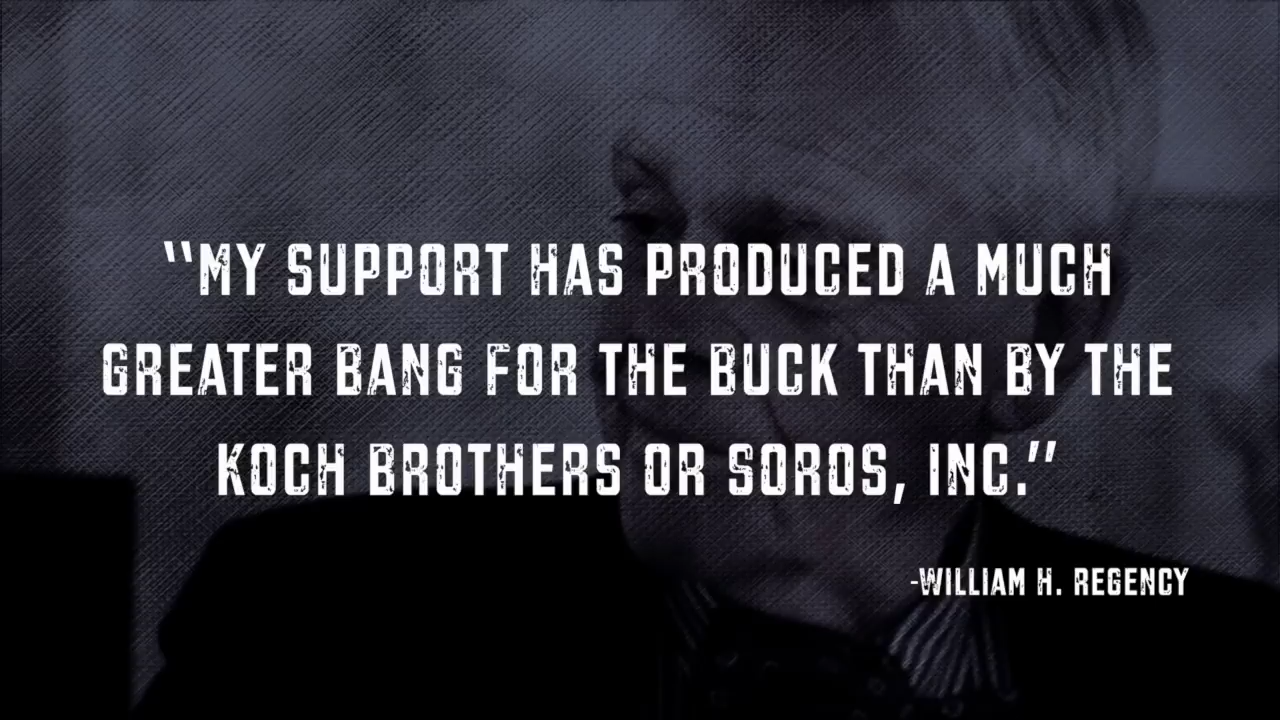 “MY SUPPORT HAS PRODUCED A MUCH
GREATER BANG FOR THE BUCK THAN BY THE
KOCH BROTHERS OR SOROS, INC.”
-WILLIAM H. REGENCY